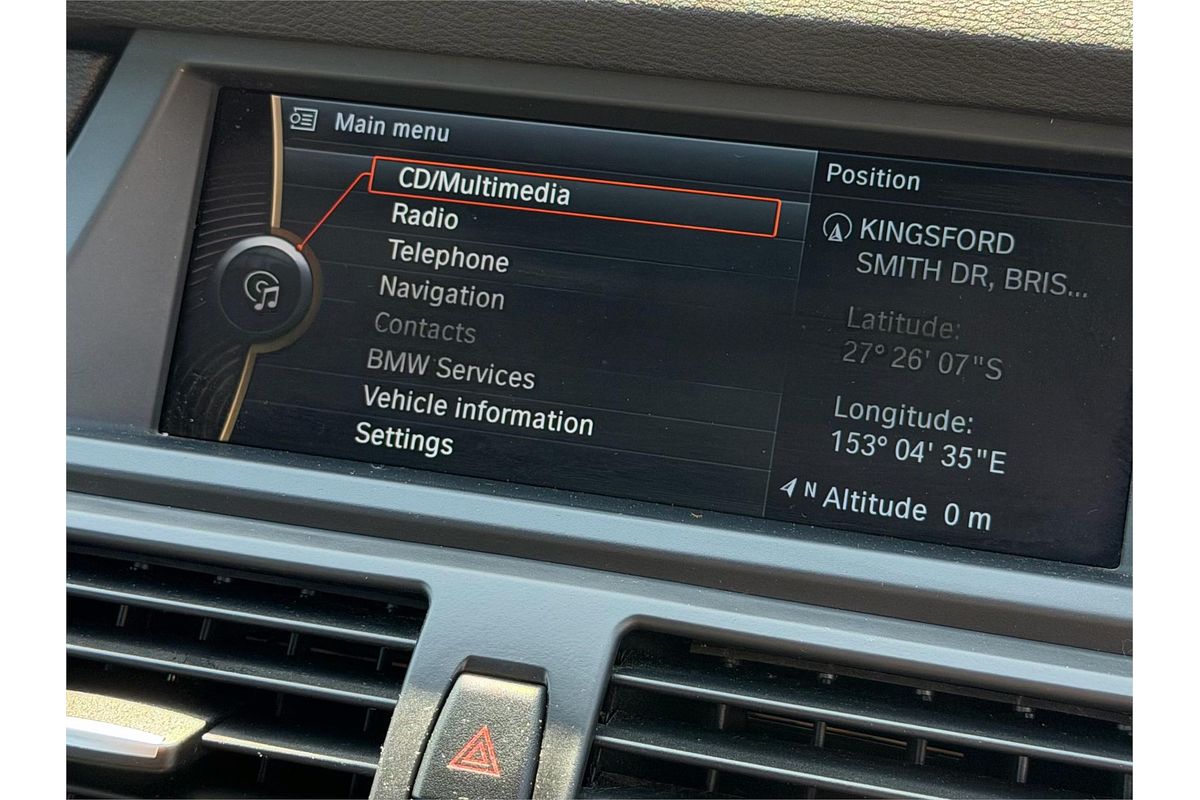 Main menu
CD/Multimedia
Radio
Telephone
Navigation
Contacts
BMW Services
Vehicle information
Settings
Position
KINGSFORD
SMITH DR, BRIS...
Latitude:
27° 26' 07"S
Longitude:
153° 04' 35"E
N Altitude 0 m